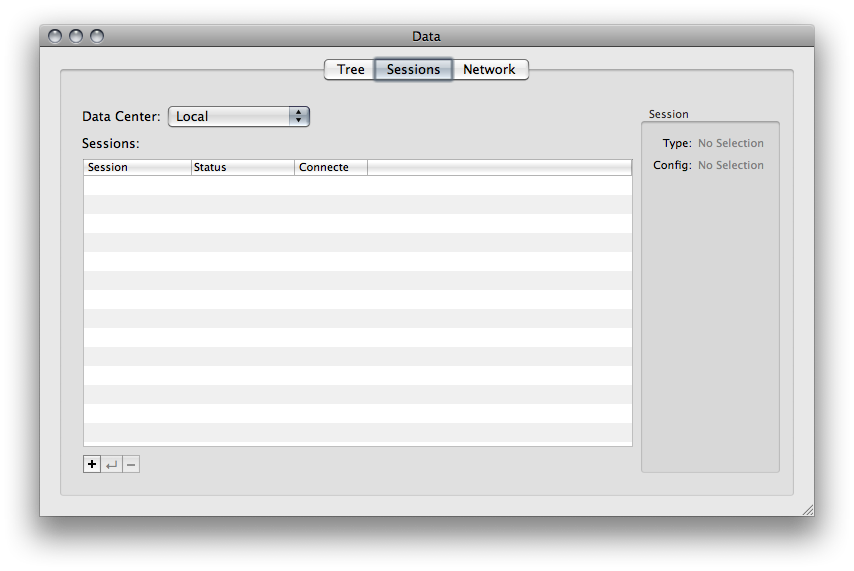 Data
Tree Sessions Network
Data Center: Local
Sessions:
Session Status Connecte
Session
Type: No Selection
Config: No Selection